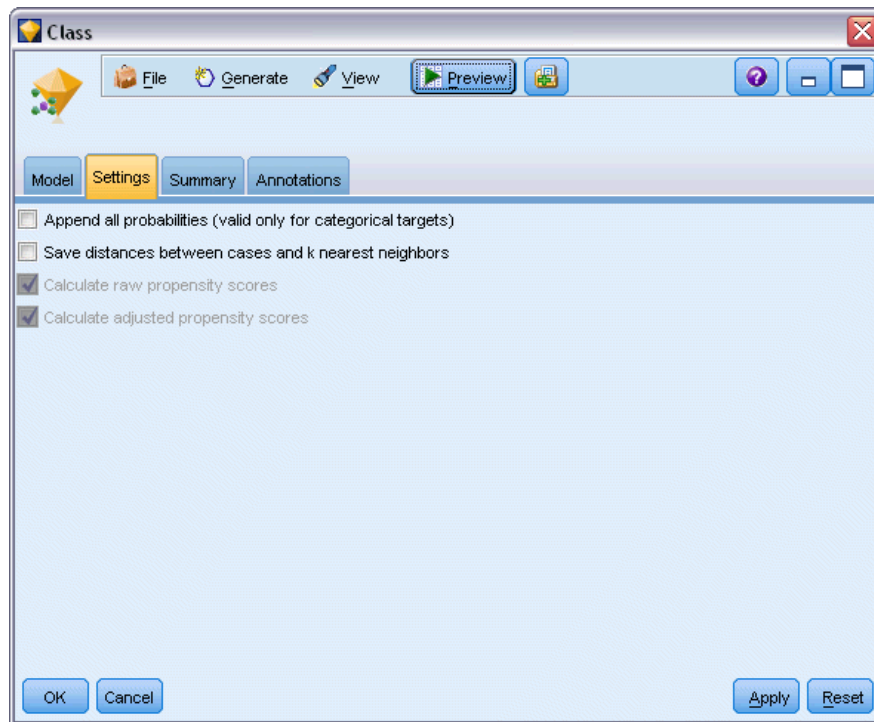 Class
File Generate View Preview
Model Settings Summary Annotations
Append all probabilities (valid only for categorical targets)
Save distances between cases and k nearest neighbors
Calculate raw propensity scores
Calculate adjusted propensity scores
OK Cancel Apply Reset